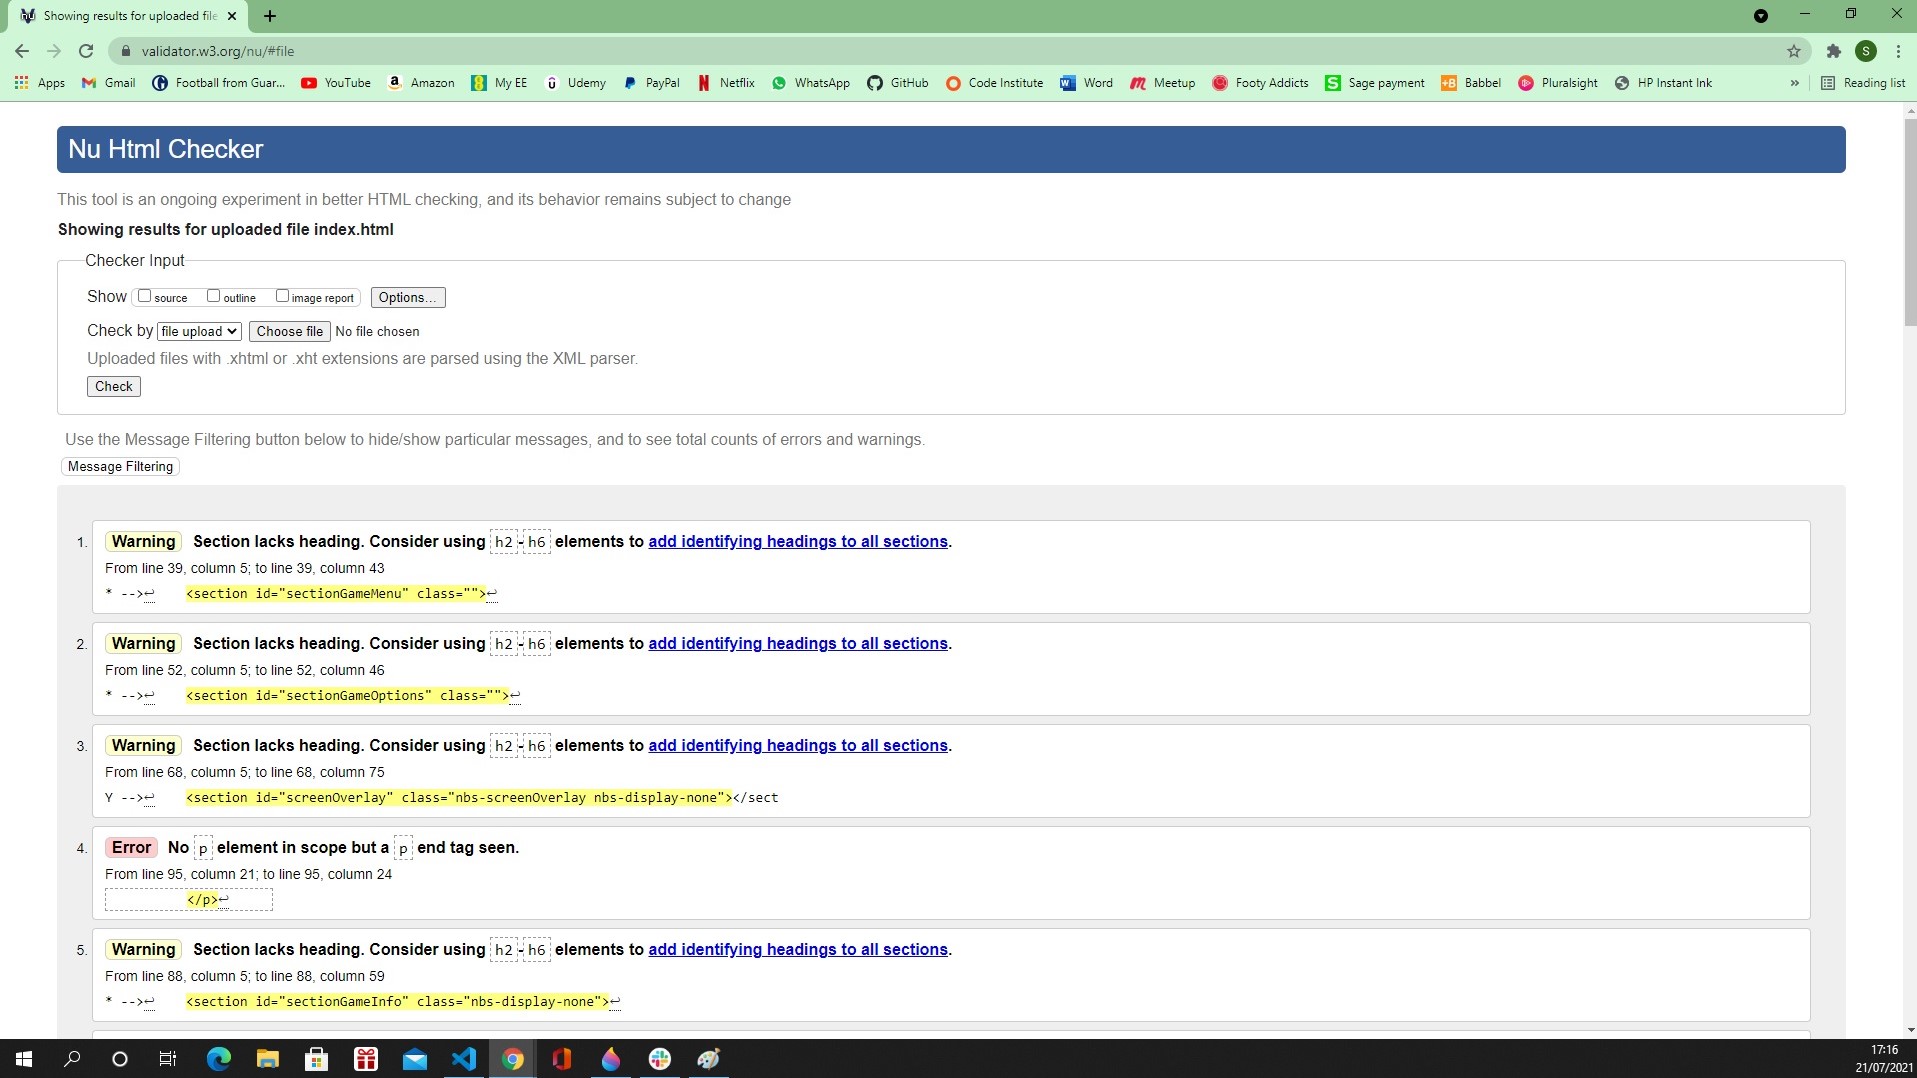 Showing results for uploaded file
validator.w3.org/nu/#file
S
Apps Gmail Football from Guar... YouTube Amazon My EE Udemy PayPal Netflix WhatsApp GitHub Code Institute Word Meetup Footy Addicts Sage payment Babbel Pluralsight HP Instant Ink » Reading list
Nu Html Checker
This tool is an ongoing experiment in better HTML checking, and its behavior remains subject to change
Showing results for uploaded file index.html
Checker Input
Show source outline image report Options...
Check by file upload Choose file No file chosen
Uploaded files with .xhtml or .xht extensions are parsed using the XML parser.
Check
Use the Message Filtering button below to hide/show particular messages, and to see total counts of errors and warnings.
Message Filtering
1. Warning Section lacks heading. Consider using h2-h6 elements to add identifying headings to all sections.
From line 39, column 5; to line 39, column 43
* -->↩ <section id="sectionGameMenu" class="">↩
2. Warning Section lacks heading. Consider using h2-h6 elements to add identifying headings to all sections.
From line 52, column 5; to line 52, column 46
* -->↩ <section id="sectionGameOptions" class="">↩
3. Warning Section lacks heading. Consider using h2-h6 elements to add identifying headings to all sections.
From line 68, column 5; to line 68, column 75
Y -->↩ <section id="screenOverlay" class="nbs-screenOverlay nbs-display-none"></sect
4. Error No p element in scope but a p end tag seen.
From line 95, column 21; to line 95, column 24
</p>↩
5. Warning Section lacks heading. Consider using h2-h6 elements to add identifying headings to all sections.
From line 88, column 5; to line 88, column 59
* -->↩ <section id="sectionGameInfo" class="nbs-display-none">↩
17:16
21/07/2021